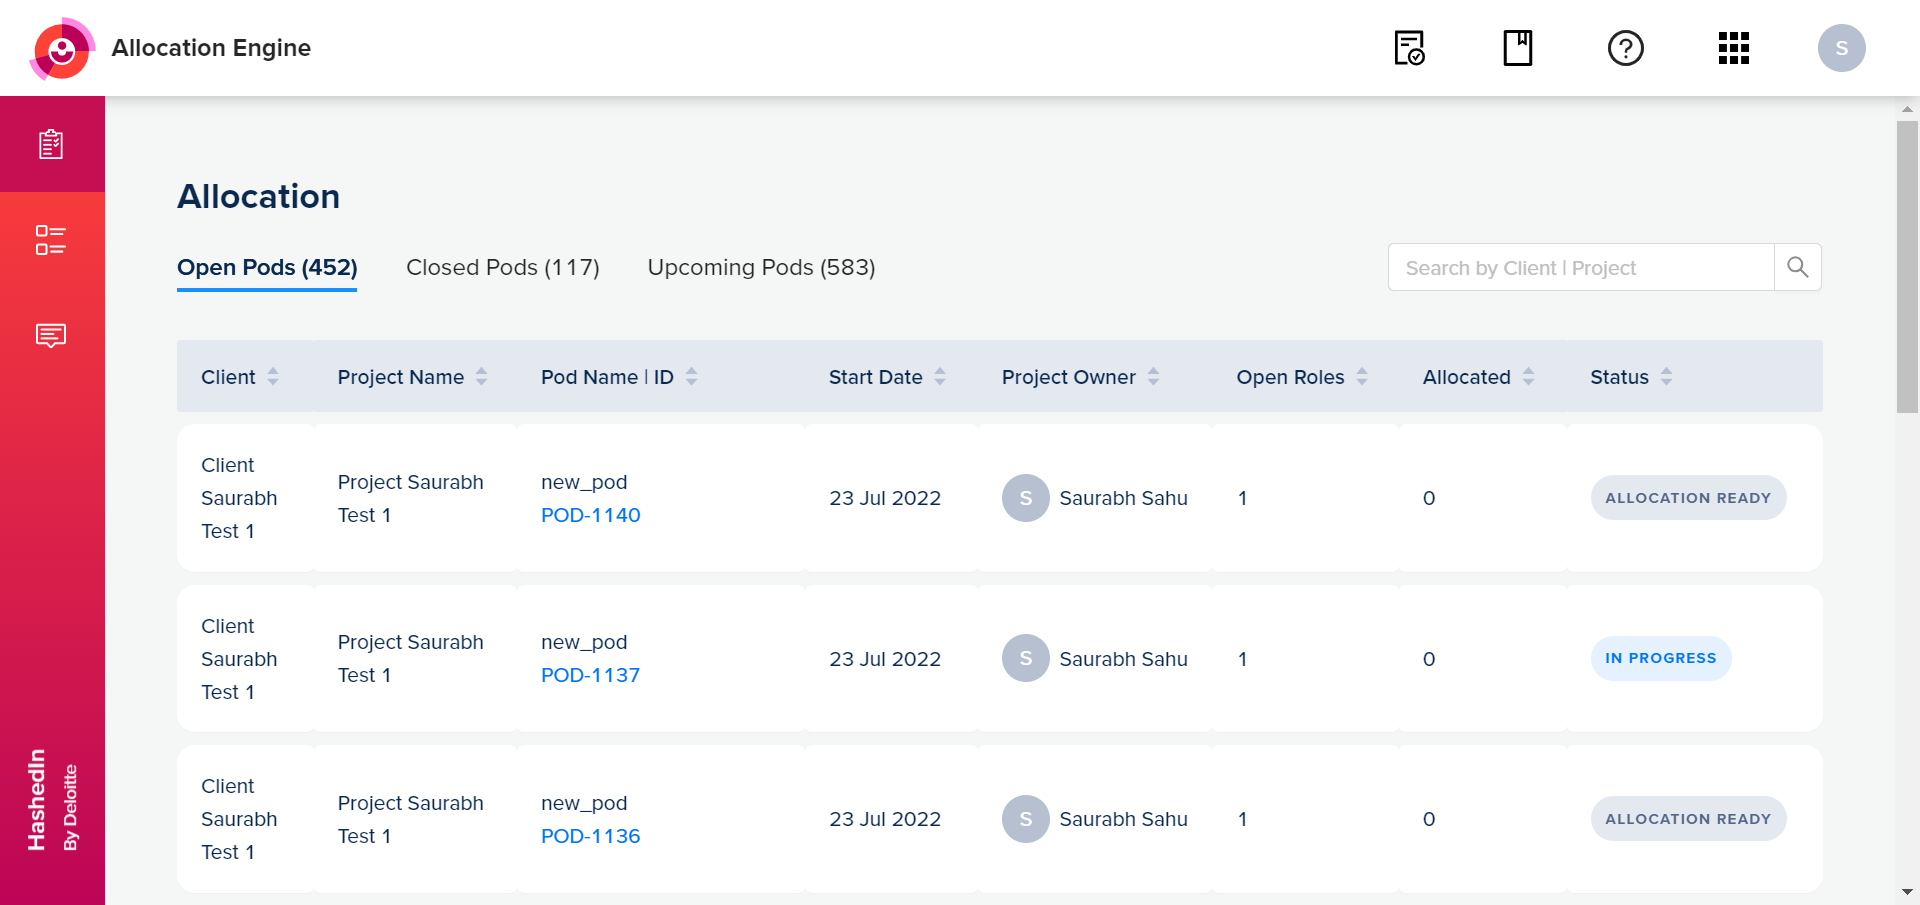 Allocation Engine
S
Allocation
Open Pods (452)
Closed Pods (117)
Upcoming Pods (583)
Search by Client | Project
Client
Project Name
Pod Name | ID
Start Date
Project Owner
Open Roles
Allocated
Status
Client
Saurabh
Test 1
Project Saurabh
Test 1
new_pod
POD-1140
23 Jul 2022
S
Saurabh Sahu
1
0
ALLOCATION READY
Client
Saurabh
Test 1
Project Saurabh
Test 1
new_pod
POD-1137
23 Jul 2022
S
Saurabh Sahu
1
0
IN PROGRESS
Client
Saurabh
Test 1
Project Saurabh
Test 1
new_pod
POD-1136
23 Jul 2022
S
Saurabh Sahu
1
0
ALLOCATION READY
HashedIn
By Deloitte